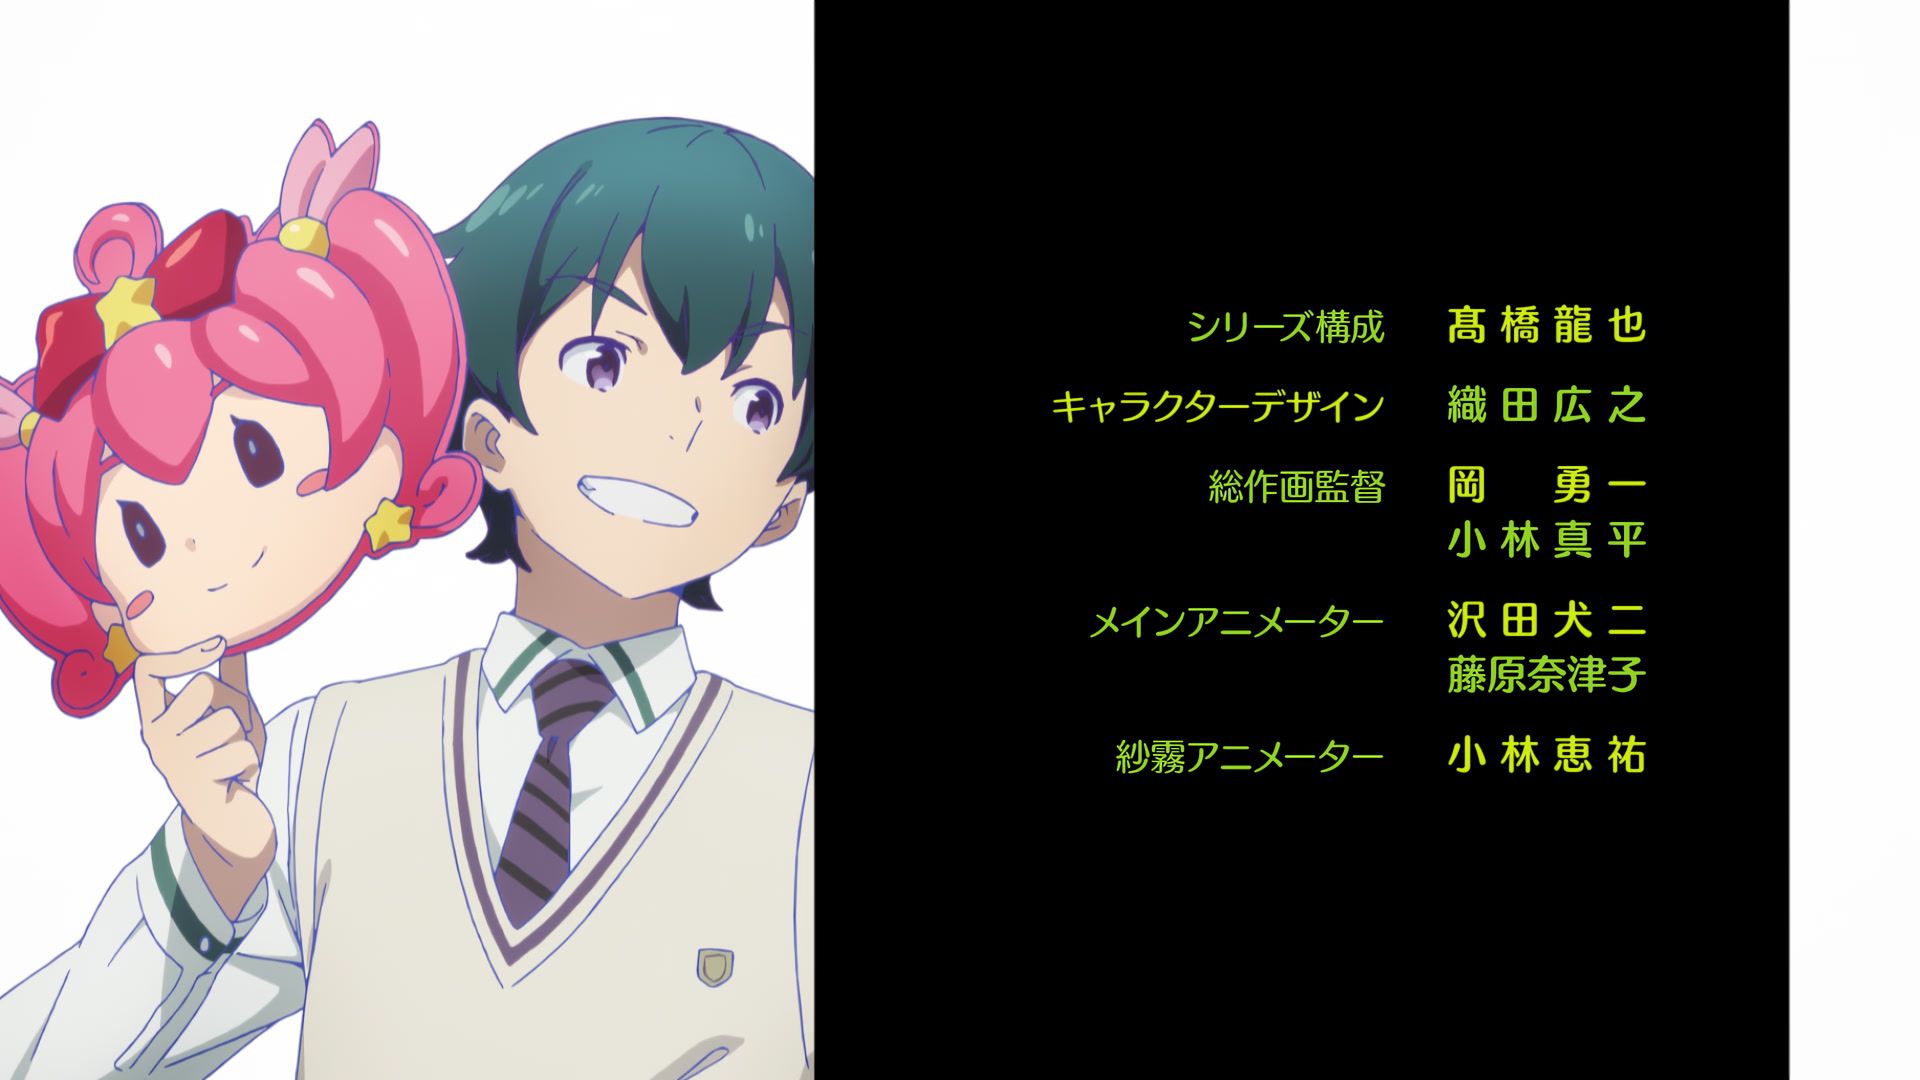 シリーズ構成 髙橋龍也
キャラクターデザイン 織田広之
総作画監督 岡 勇一
小林真平
メインアニメーター 沢田犬二
藤原奈津子
紗霧アニメーター 小林恵祐